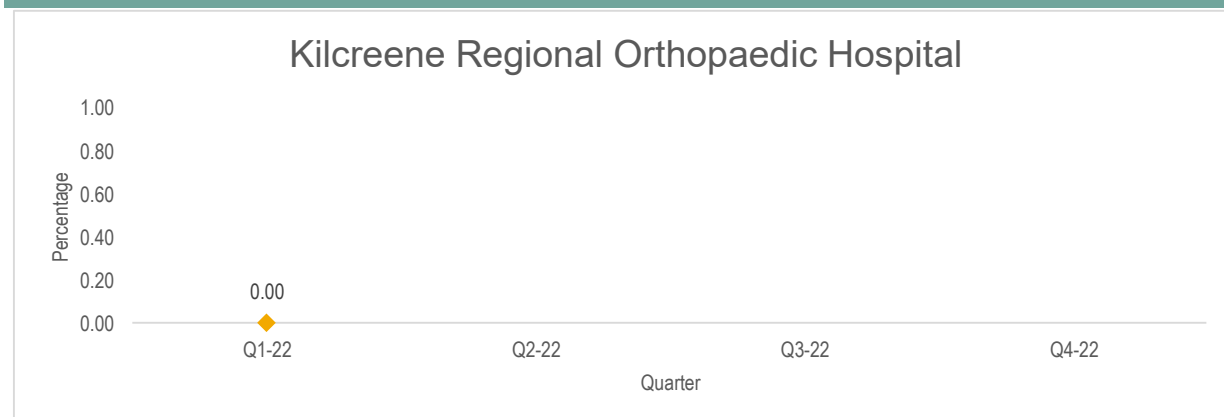 Kilcreene Regional Orthopaedic Hospital
1.00
0.80
0.60
0.40
0.20
0.00
Percentage
0.00
Q1-22 Q2-22 Q3-22 Q4-22
Quarter